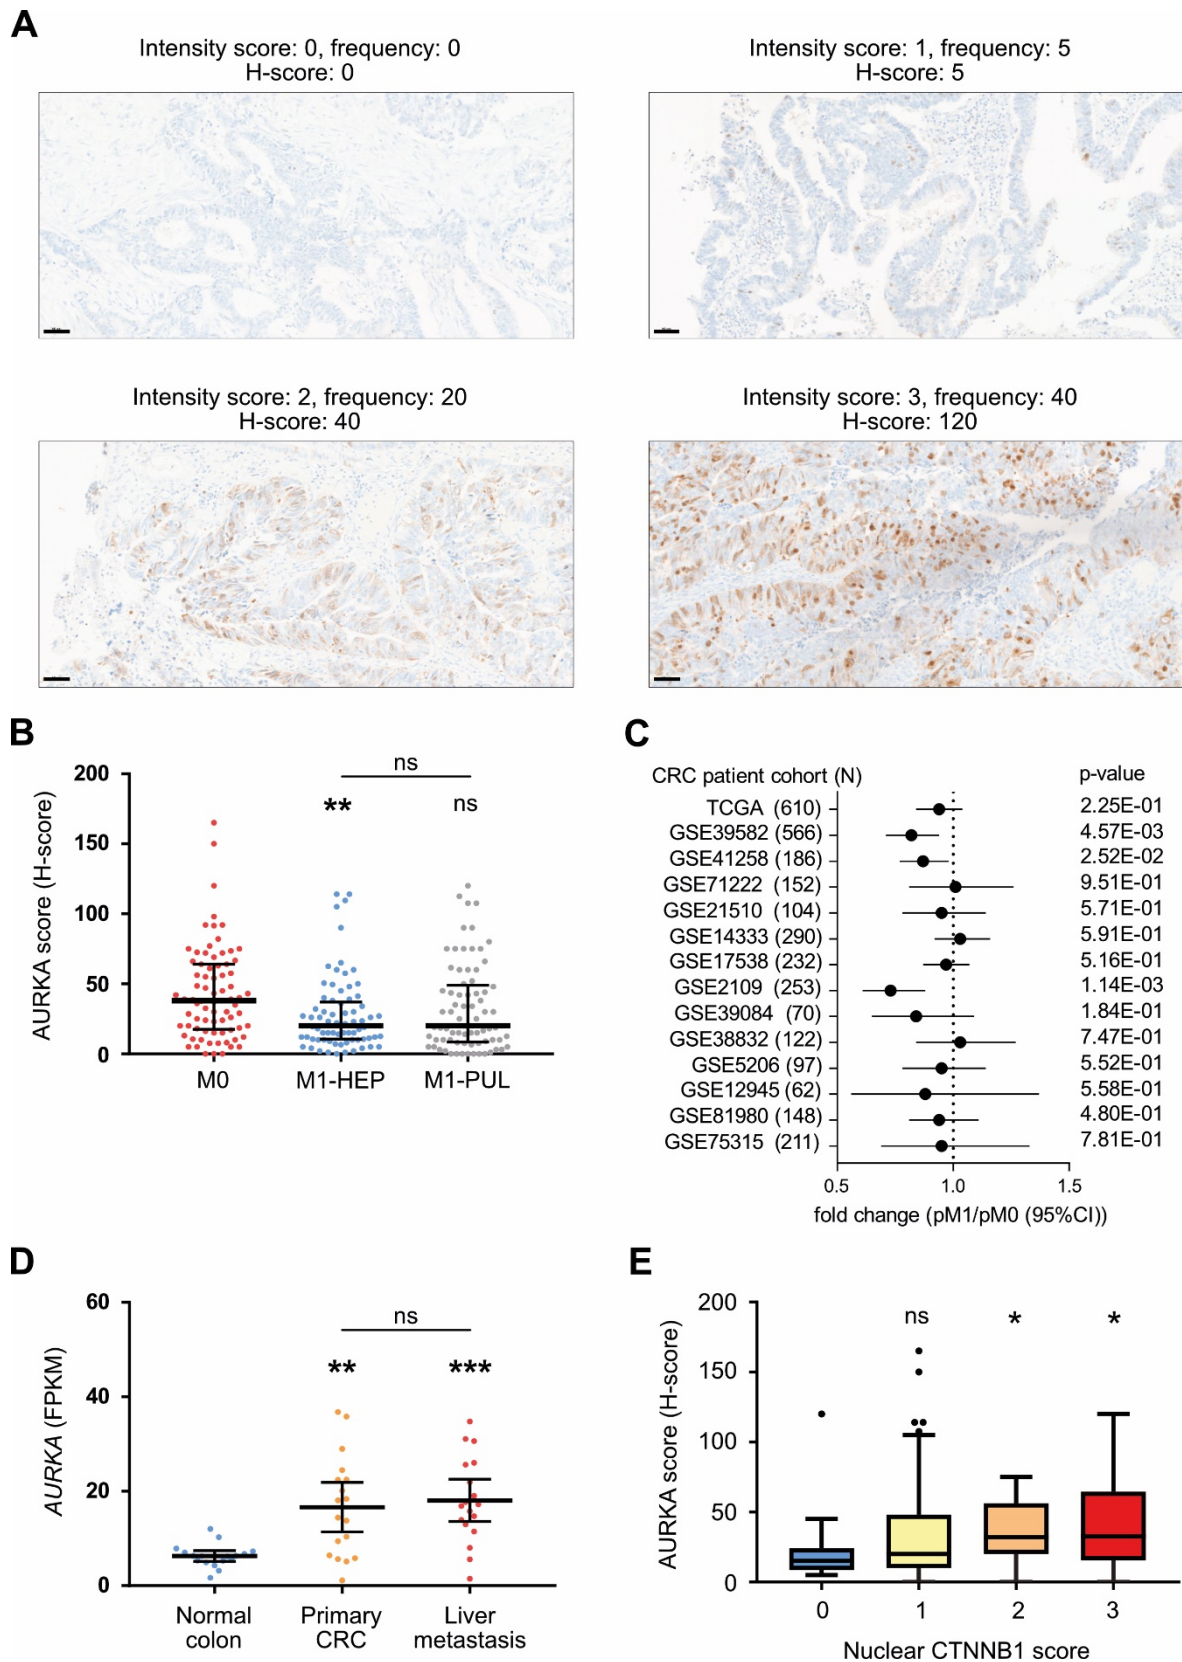 A
Intensity score: 0, frequency: 0
H-score: 0
Intensity score: 1, frequency: 5
H-score: 5
Intensity score: 2, frequency: 20
H-score: 40
Intensity score: 3, frequency: 40
H-score: 120
B
AURKA score (H-score)
200
150
100
50
0
ns
**
ns
M0
M1-HEP
M1-PUL
C
CRC patient cohort (N)
p-value
TCGA (610)
2.25E-01
GSE39582 (566)
4.57E-03
GSE41258 (186)
2.52E-02
GSE71222 (152)
9.51E-01
GSE21510 (104)
5.71E-01
GSE14333 (290)
5.91E-01
GSE17538 (232)
5.16E-01
GSE2109 (253)
1.14E-03
GSE39084 (70)
1.84E-01
GSE38832 (122)
7.47E-01
GSE5206 (97)
5.52E-01
GSE12945 (62)
5.58E-01
GSE81980 (148)
4.80E-01
GSE75315 (211)
7.81E-01
0.5
1.0
1.5
fold change (pM1/pM0 (95%CI))
D
AURKA (FPKM)
60
40
20
0
ns
**
***
Normal colon
Primary CRC
Liver metastasis
E
AURKA score (H-score)
200
150
100
50
0
ns
*
*
0
1
2
3
Nuclear CTNNB1 score